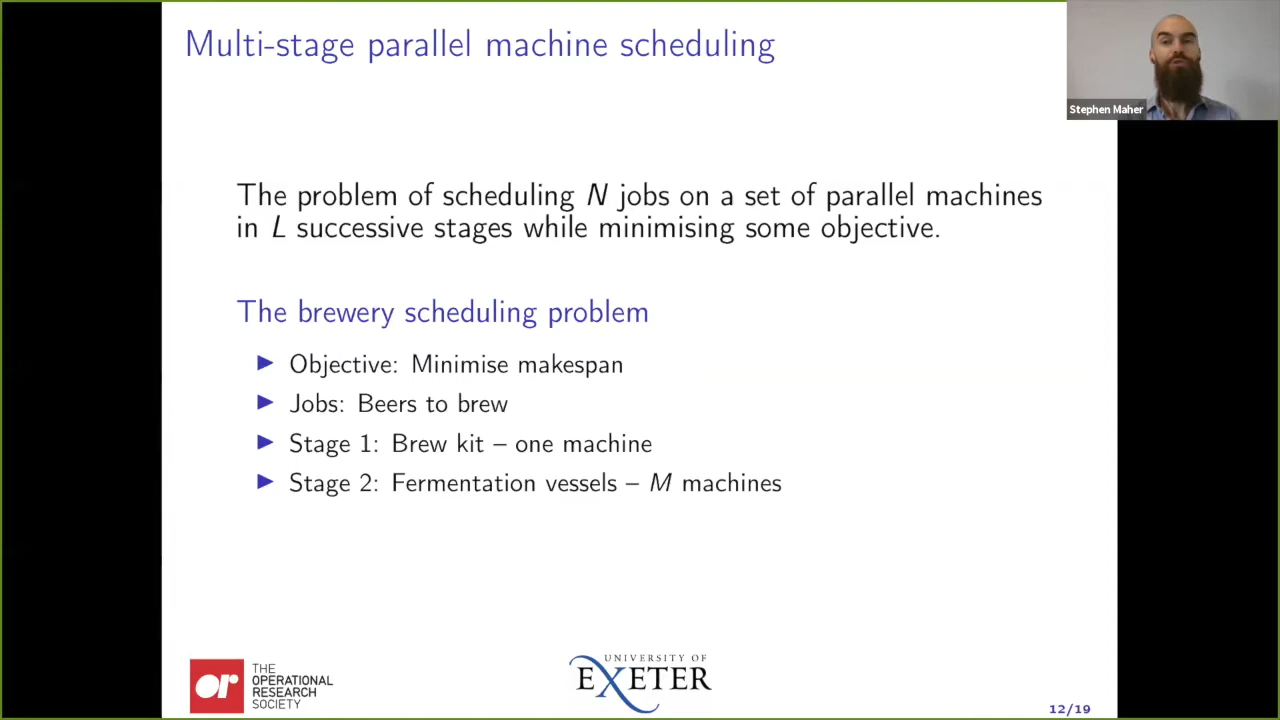 Multi-stage parallel machine scheduling
Stephen Maher
The problem of scheduling N jobs on a set of parallel machines
in L successive stages while minimising some objective.
The brewery scheduling problem
Objective: Minimise makespan
Jobs: Beers to brew
Stage 1: Brew kit – one machine
Stage 2: Fermentation vessels – M machines
or
THE
OPERATIONAL
RESEARCH
SOCIETY
UNIVERSITY OF
EXETER
12/19